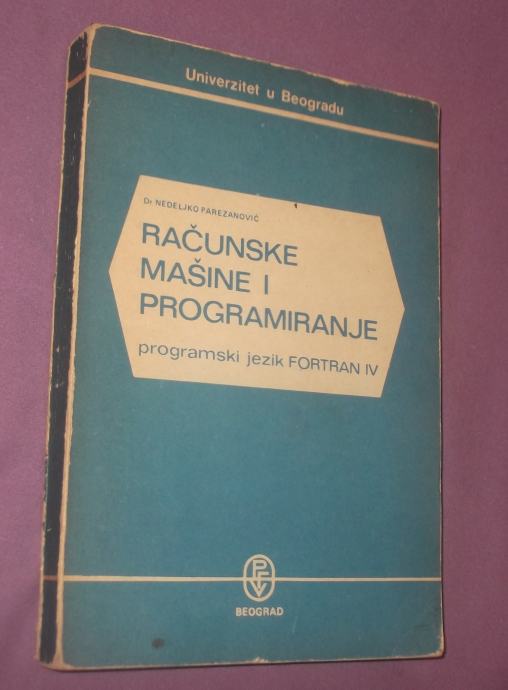 Univerzitet u Beogradu
Dr NEDELJKO PAREZANOVIĆ
RAČUNSKE
MAŠINE I
PROGRAMIRANJE
programski jezik FORTRAN IV
BEOGRAD